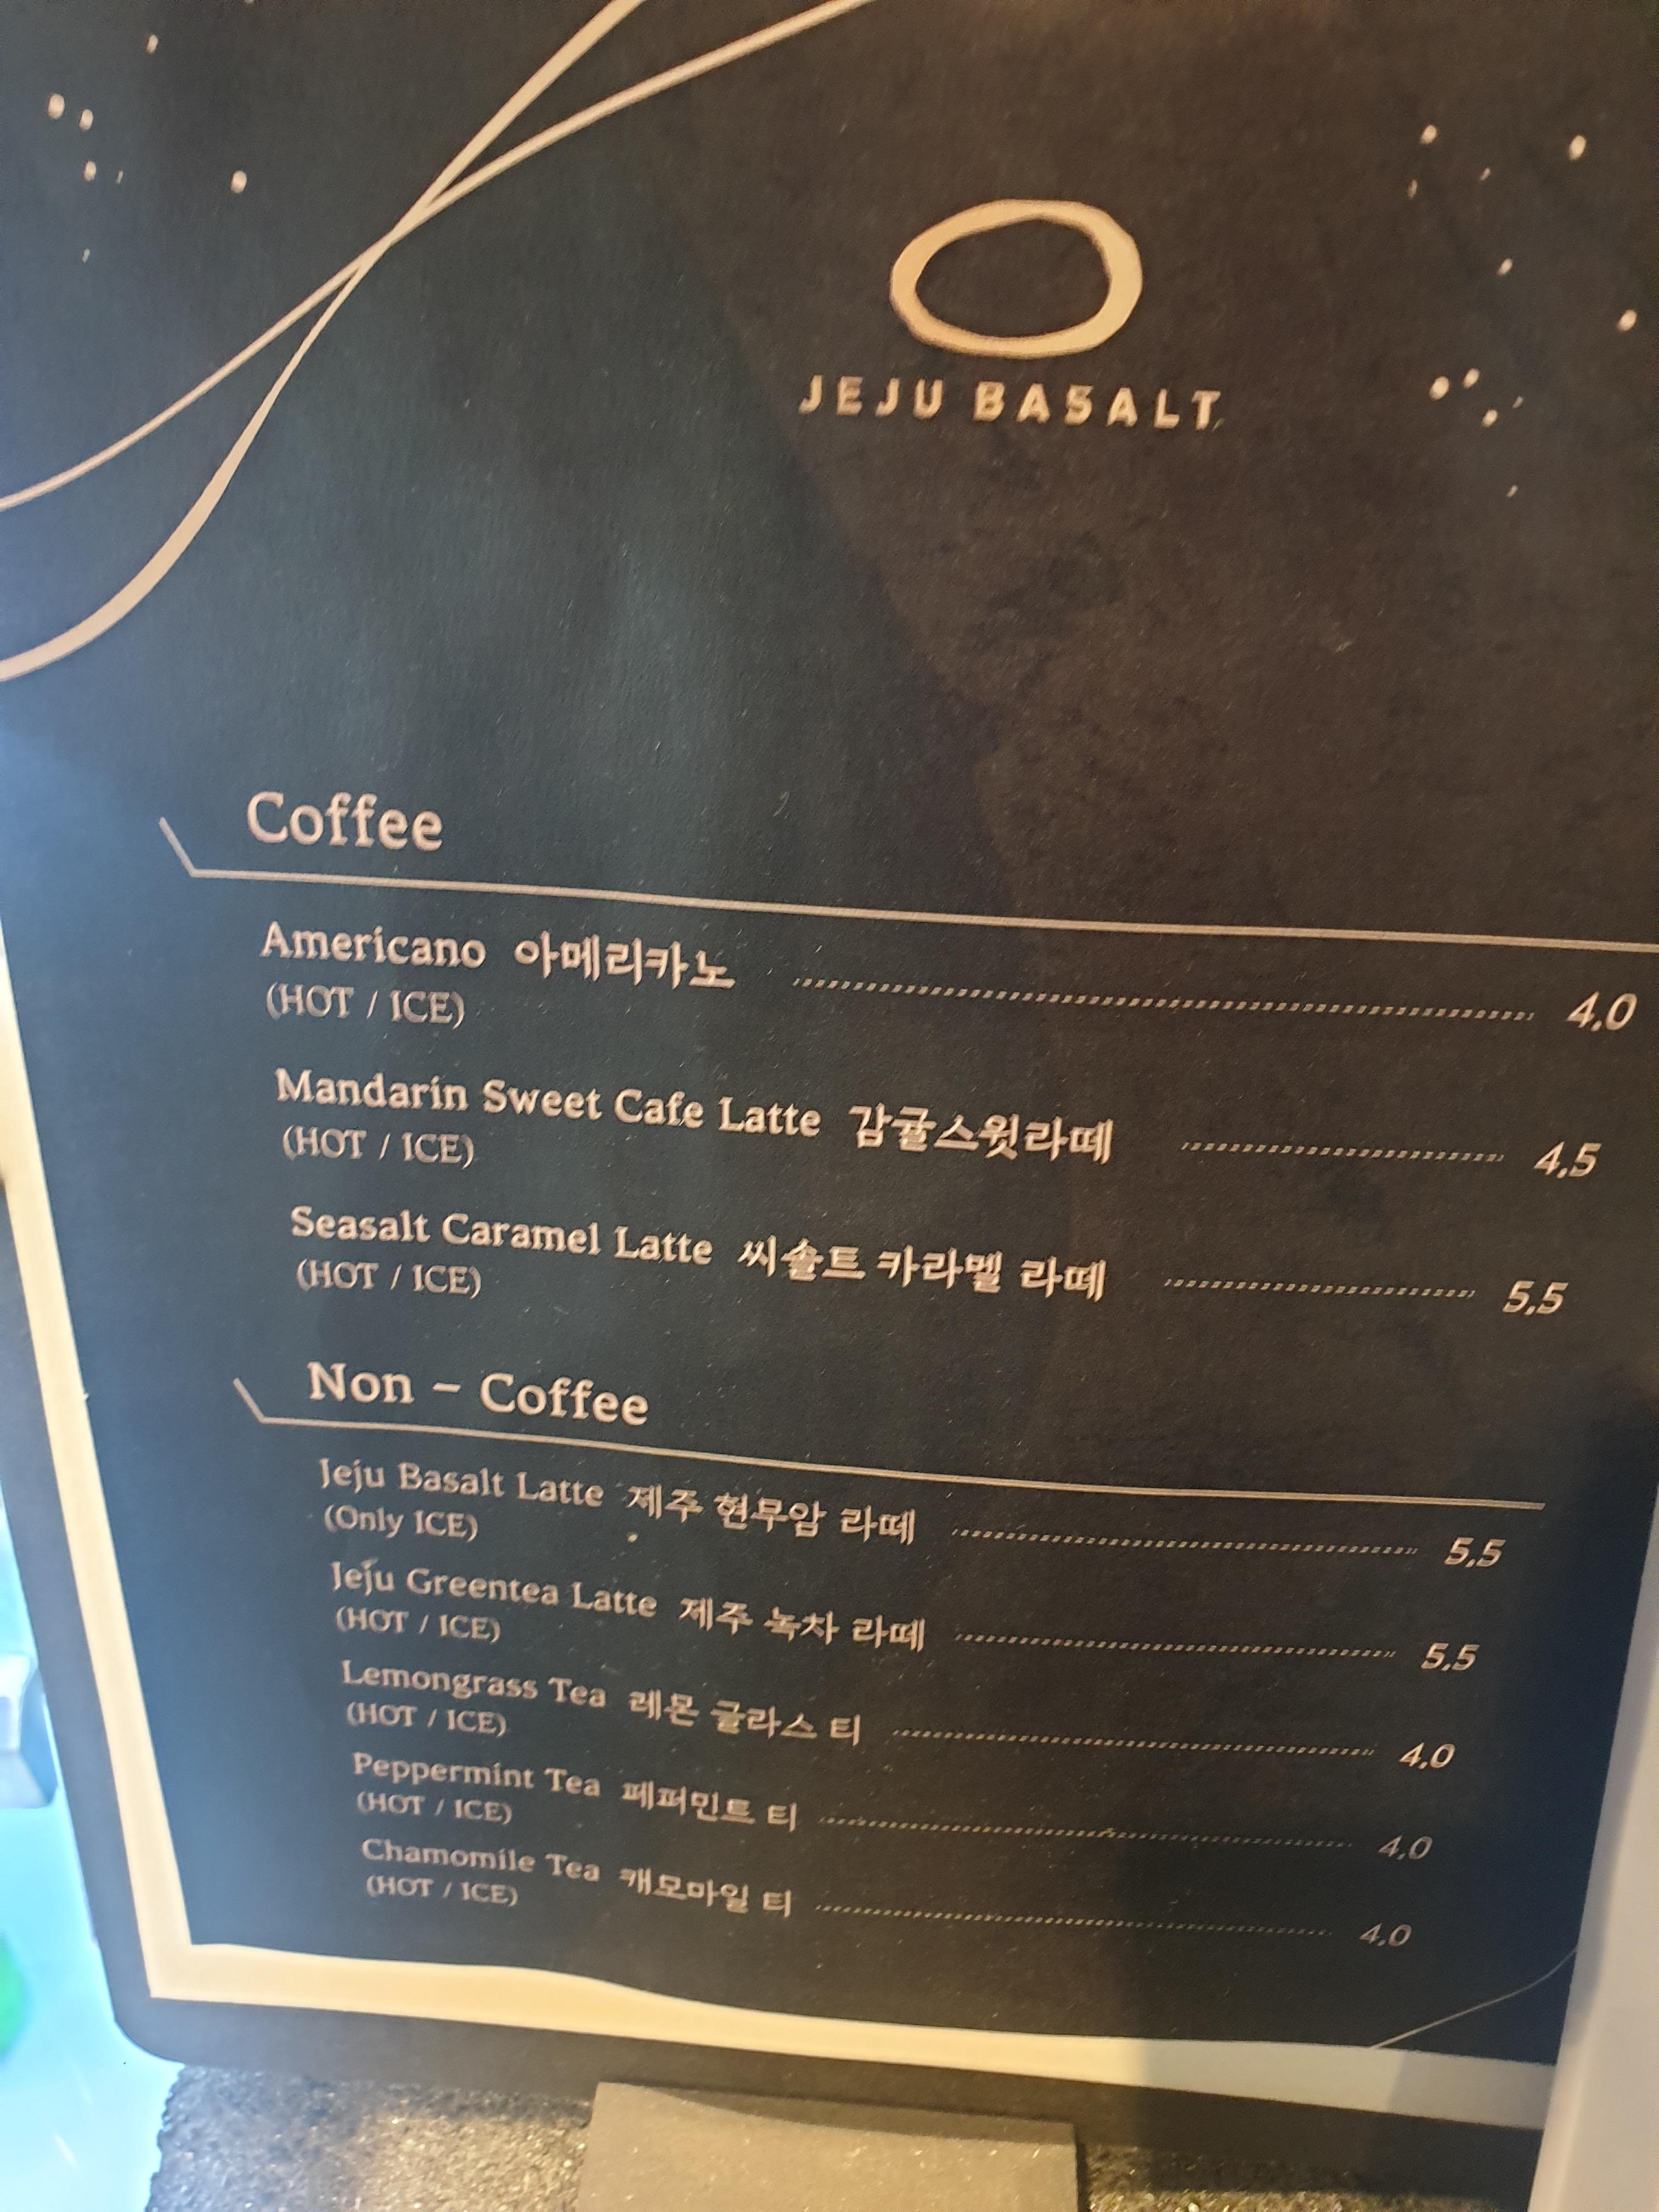 JEJU BASALT
Coffee
Americano 아메리카노 4.0
(HOT / ICE)
Mandarin Sweet Cafe Latte 감귤스윗라떼 4.5
(HOT / ICE)
Seasalt Caramel Latte 씨솔트 카라멜 라떼 5.5
(HOT / ICE)
Non - Coffee
Jeju Basalt Latte 제주 현무암 라떼 5.5
(Only ICE)
Jeju Greentea Latte 제주 녹차 라떼 5.5
(HOT / ICE)
Lemongrass Tea 레몬 글라스 티 4.0
(HOT / ICE)
Peppermint Tea 페퍼민트 티 4.0
(HOT / ICE)
Chamomile Tea 캐모마일 티 4.0
(HOT / ICE)